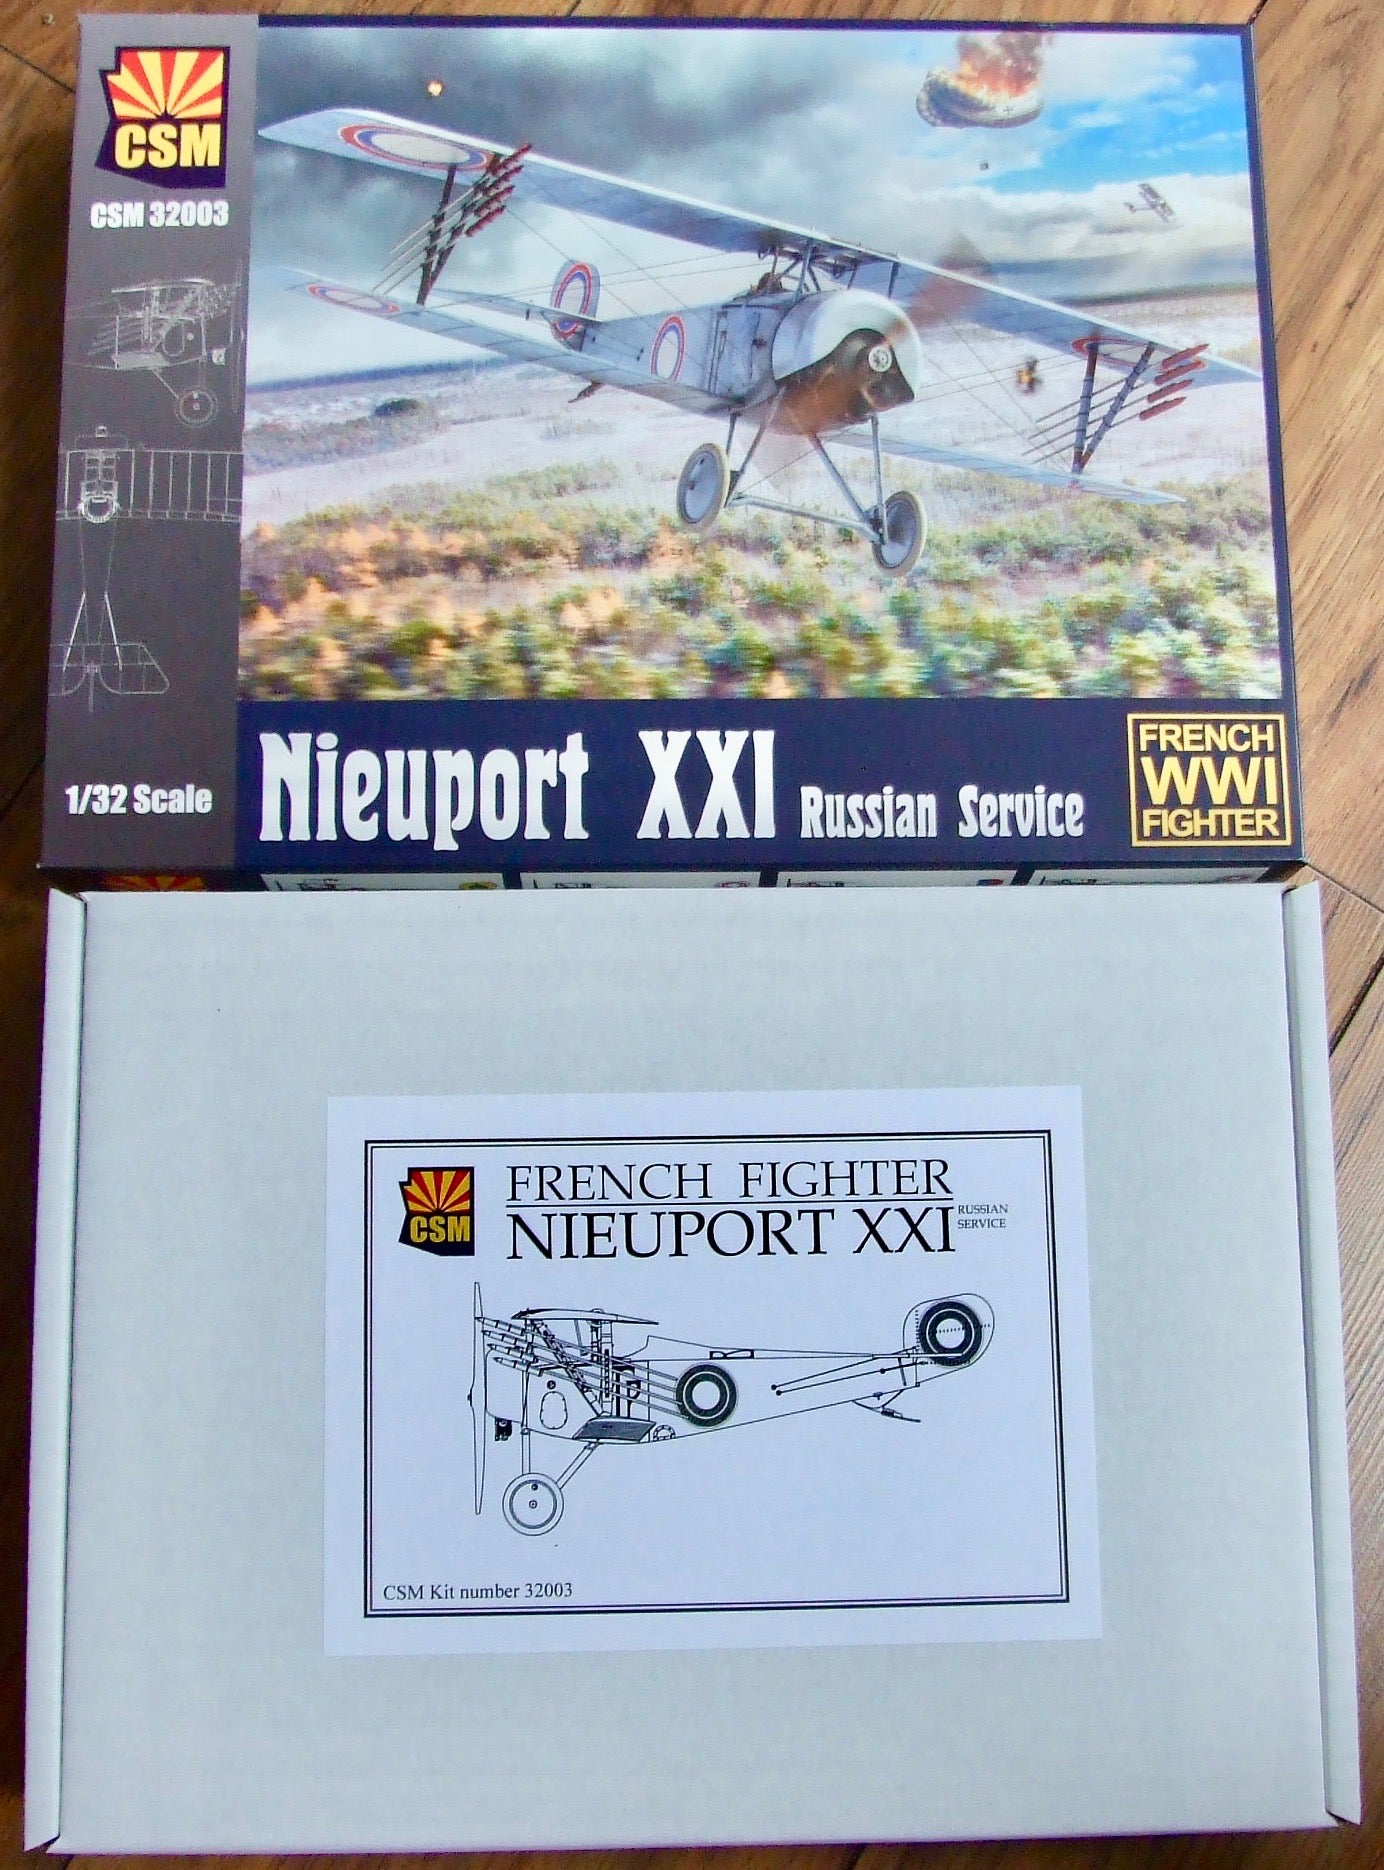 CSM
CSM 32003
1/32 Scale
Nieuport XXI Russian Service
FRENCH
WWI
FIGHTER
CSM
FRENCH FIGHTER
NIEUPORT XXI RUSSIAN
SERVICE
CSM Kit number 32003